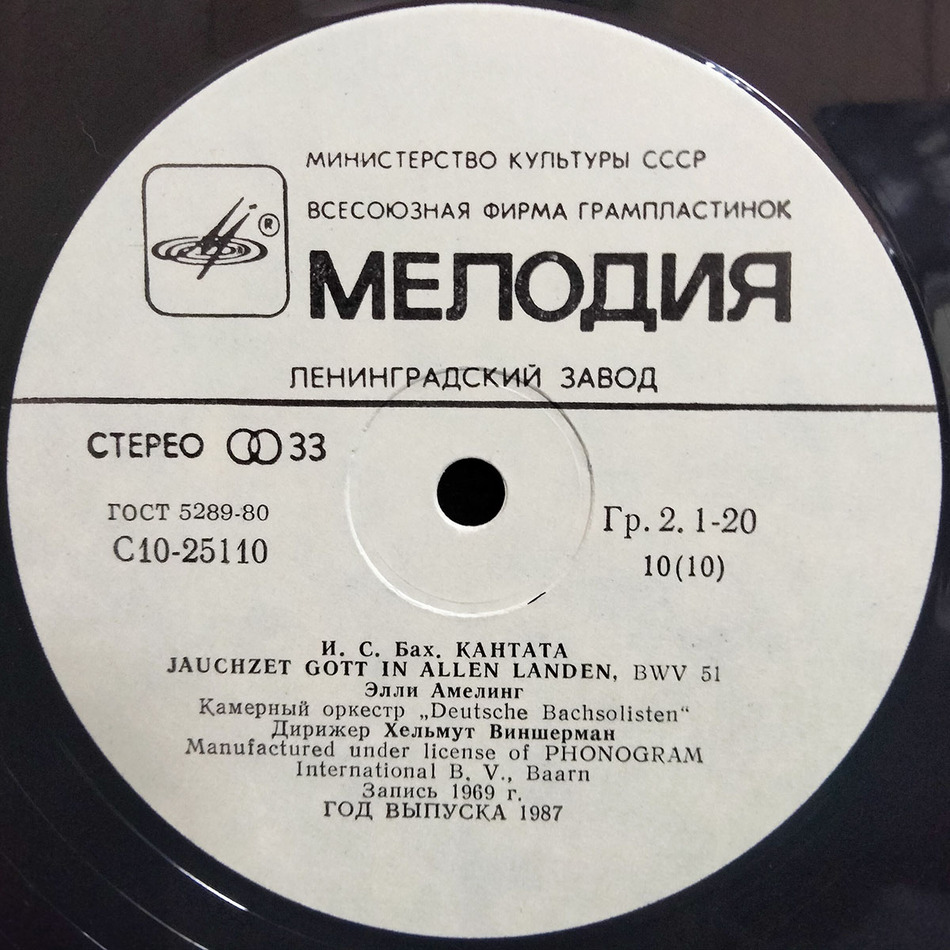 МИНИСТЕРСТВО КУЛЬТУРЫ СССР
ВСЕСОЮЗНАЯ ФИРМА ГРАМПЛАСТИНОК
®
МЕЛОДИЯ
ЛЕНИНГРАДСКИЙ ЗАВОД
СТЕРЕО 33
ГОСТ 5289-80
С10-25110
Гр. 2. 1-20
10(10)
И. С. Бах. КАНТАТА
JAUCHZET GOTT IN ALLEN LANDEN, BWV 51
Элли Амелинг
Камерный оркестр „Deutsche Bachsolisten“
Дирижер Хельмут Виншерман
Manufactured under license of PHONOGRAM
International B. V., Baarn
Запись 1969 г.
ГОД ВЫПУСКА 1987